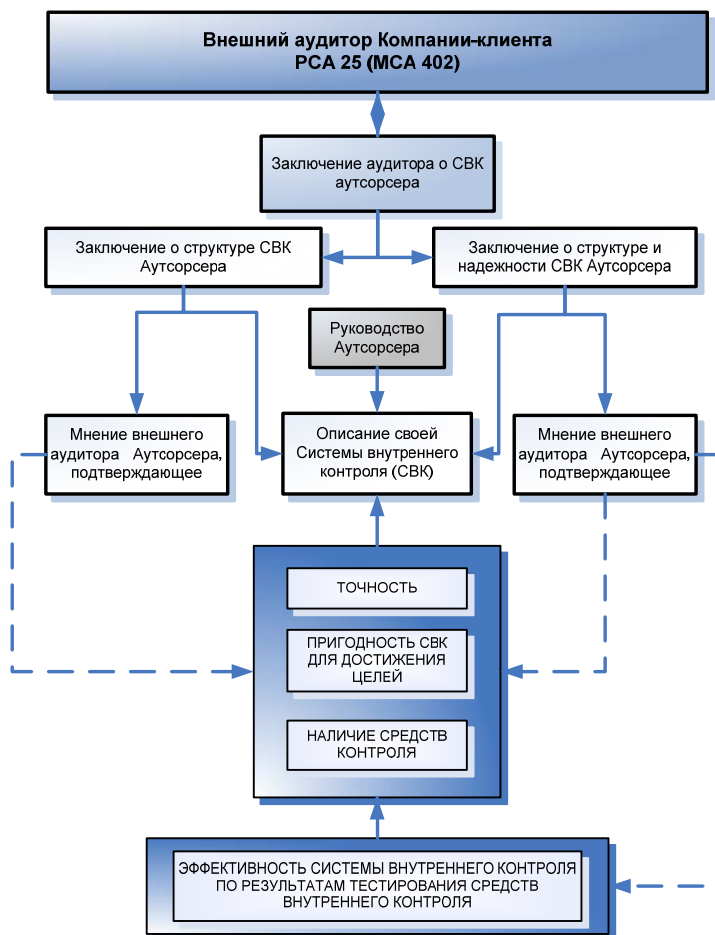 Внешний аудитор Компании-клиента
РСА 25 (МСА 402)
Заключение аудитора о СВК
аутсорсера
Заключение о структуре СВК
Аутсорсера
Заключение о структуре и
надежности СВК Аутсорсера
Руководство
Аутсорсера
Мнение внешнего
аудитора Аутсорсера,
подтверждающее
Описание своей
Системы внутреннего
контроля (СВК)
Мнение внешнего
аудитора Аутсорсера,
подтверждающее
ТОЧНОСТЬ
ПРИГОДНОСТЬ СВК
ДЛЯ ДОСТИЖЕНИЯ
ЦЕЛЕЙ
НАЛИЧИЕ СРЕДСТВ
КОНТРОЛЯ
ЭФФЕКТИВНОСТЬ СИСТЕМЫ ВНУТРЕННЕГО КОНТРОЛЯ
ПО РЕЗУЛЬТАТАМ ТЕСТИРОВАНИЯ СРЕДСТВ
ВНУТРЕННЕГО КОНТРОЛЯ